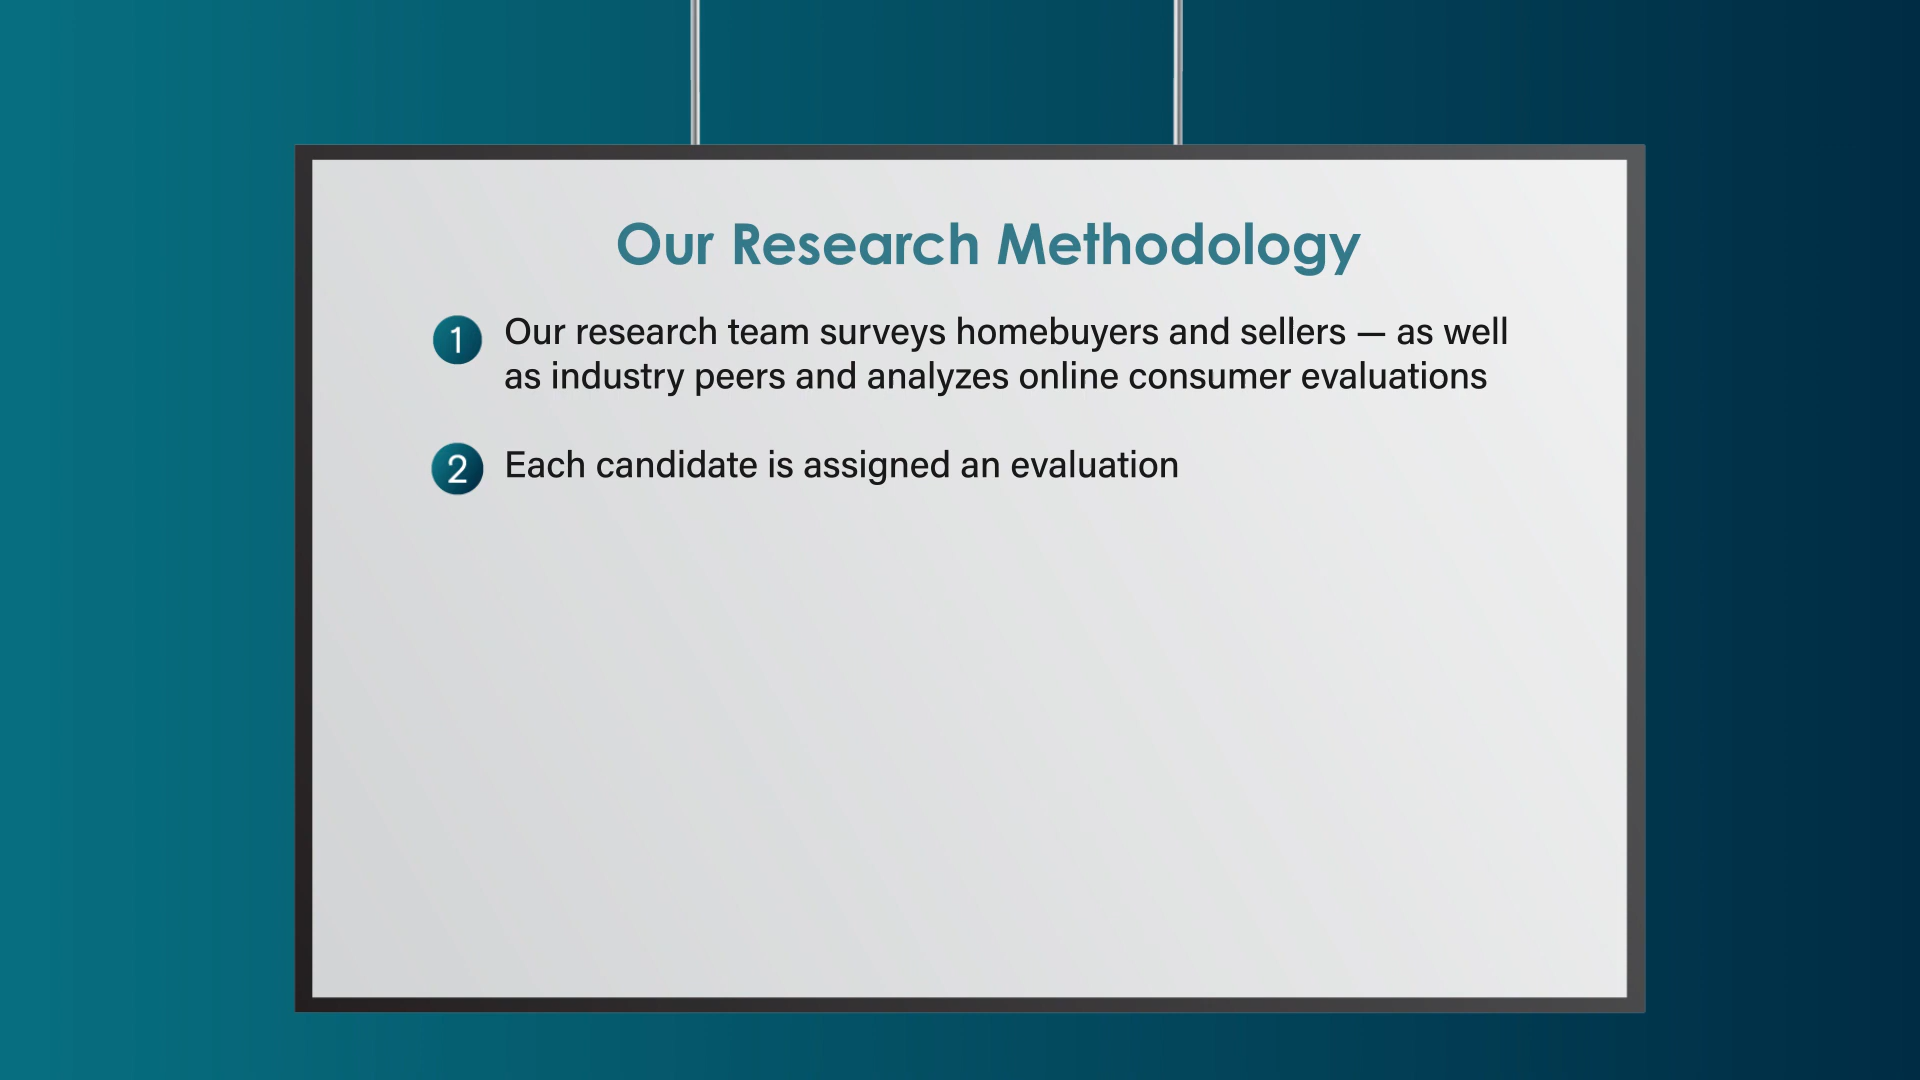 Our Research Methodology
1 Our research team surveys homebuyers and sellers — as well
as industry peers and analyzes online consumer evaluations
2 Each candidate is assigned an evaluation